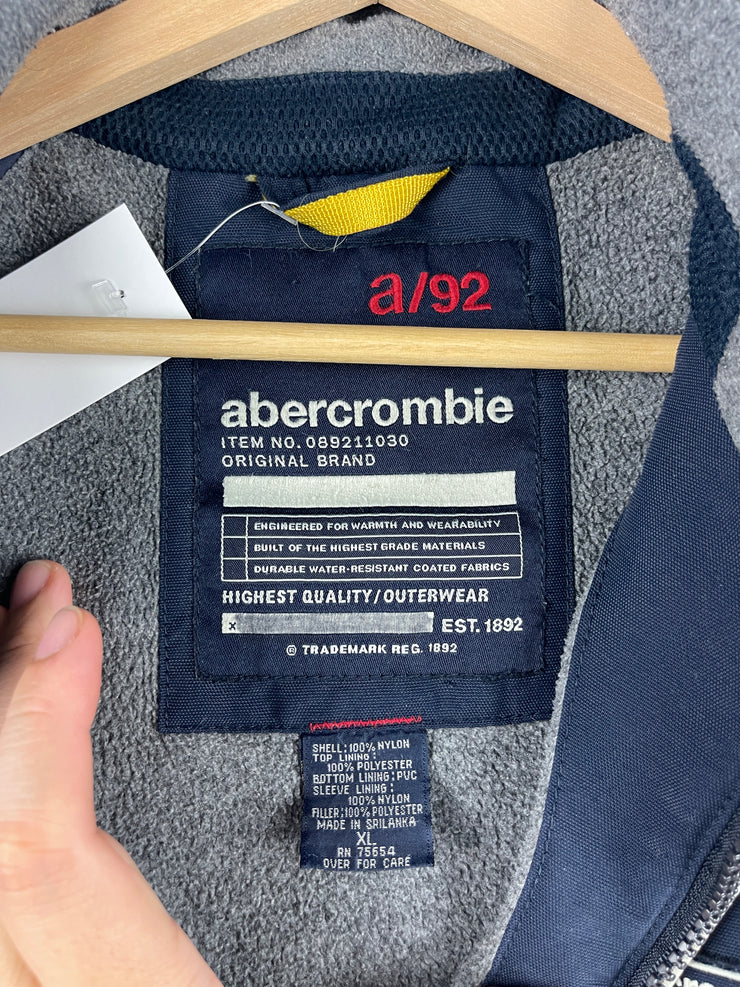 a/92
abercrombie
ITEM NO. 089211030
ORIGINAL BRAND
ENGINEERED FOR WARMTH AND WEARABILITY
BUILT OF THE HIGHEST GRADE MATERIALS
DURABLE WATER-RESISTANT COATED FABRICS
HIGHEST QUALITY/OUTERWEAR
x
EST. 1892
® TRADEMARK REG. 1892
SHELL:100% NYLON
TOP LINING:
100% POLYESTER
BOTTOM LINING:PVC
SLEEVE LINING:
100% NYLON
FILLER:100% POLYESTER
MADE IN SRILANKA
XL
RN 75654
OVER FOR CARE